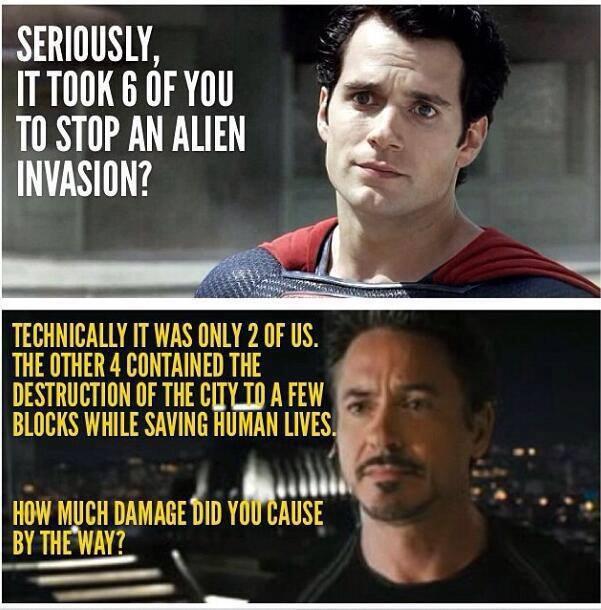 SERIOUSLY,
IT TOOK 6 OF YOU
TO STOP AN ALIEN
INVASION?
TECHNICALLY IT WAS ONLY 2 OF US.
THE OTHER 4 CONTAINED THE
DESTRUCTION OF THE CITY TO A FEW
BLOCKS WHILE SAVING HUMAN LIVES.
HOW MUCH DAMAGE DID YOU CAUSE
BY THE WAY?